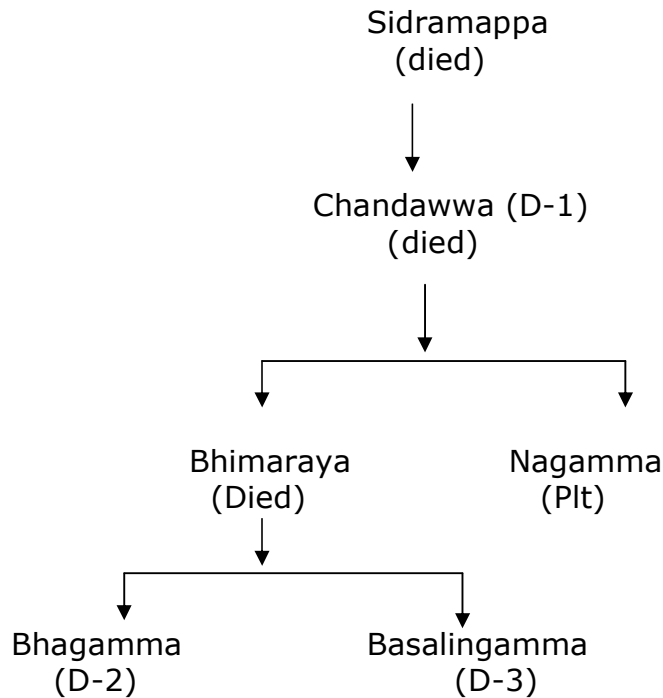 Sidramappa
(died)
Chandawwa (D-1)
(died)
Bhimaraya
(Died)
Nagamma
(Plt)
Bhagamma
(D-2)
Basalingamma
(D-3)